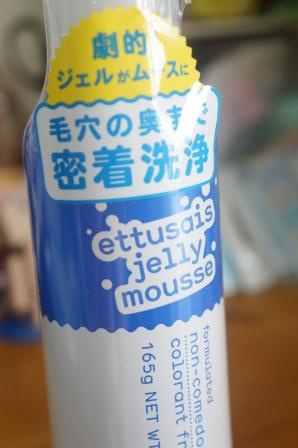 劇的
ジェルがムースに
毛穴の奥まで
密着洗浄
ettusais
jelly
mousse
formulated
non-comed
colorant fr
165g NET WT